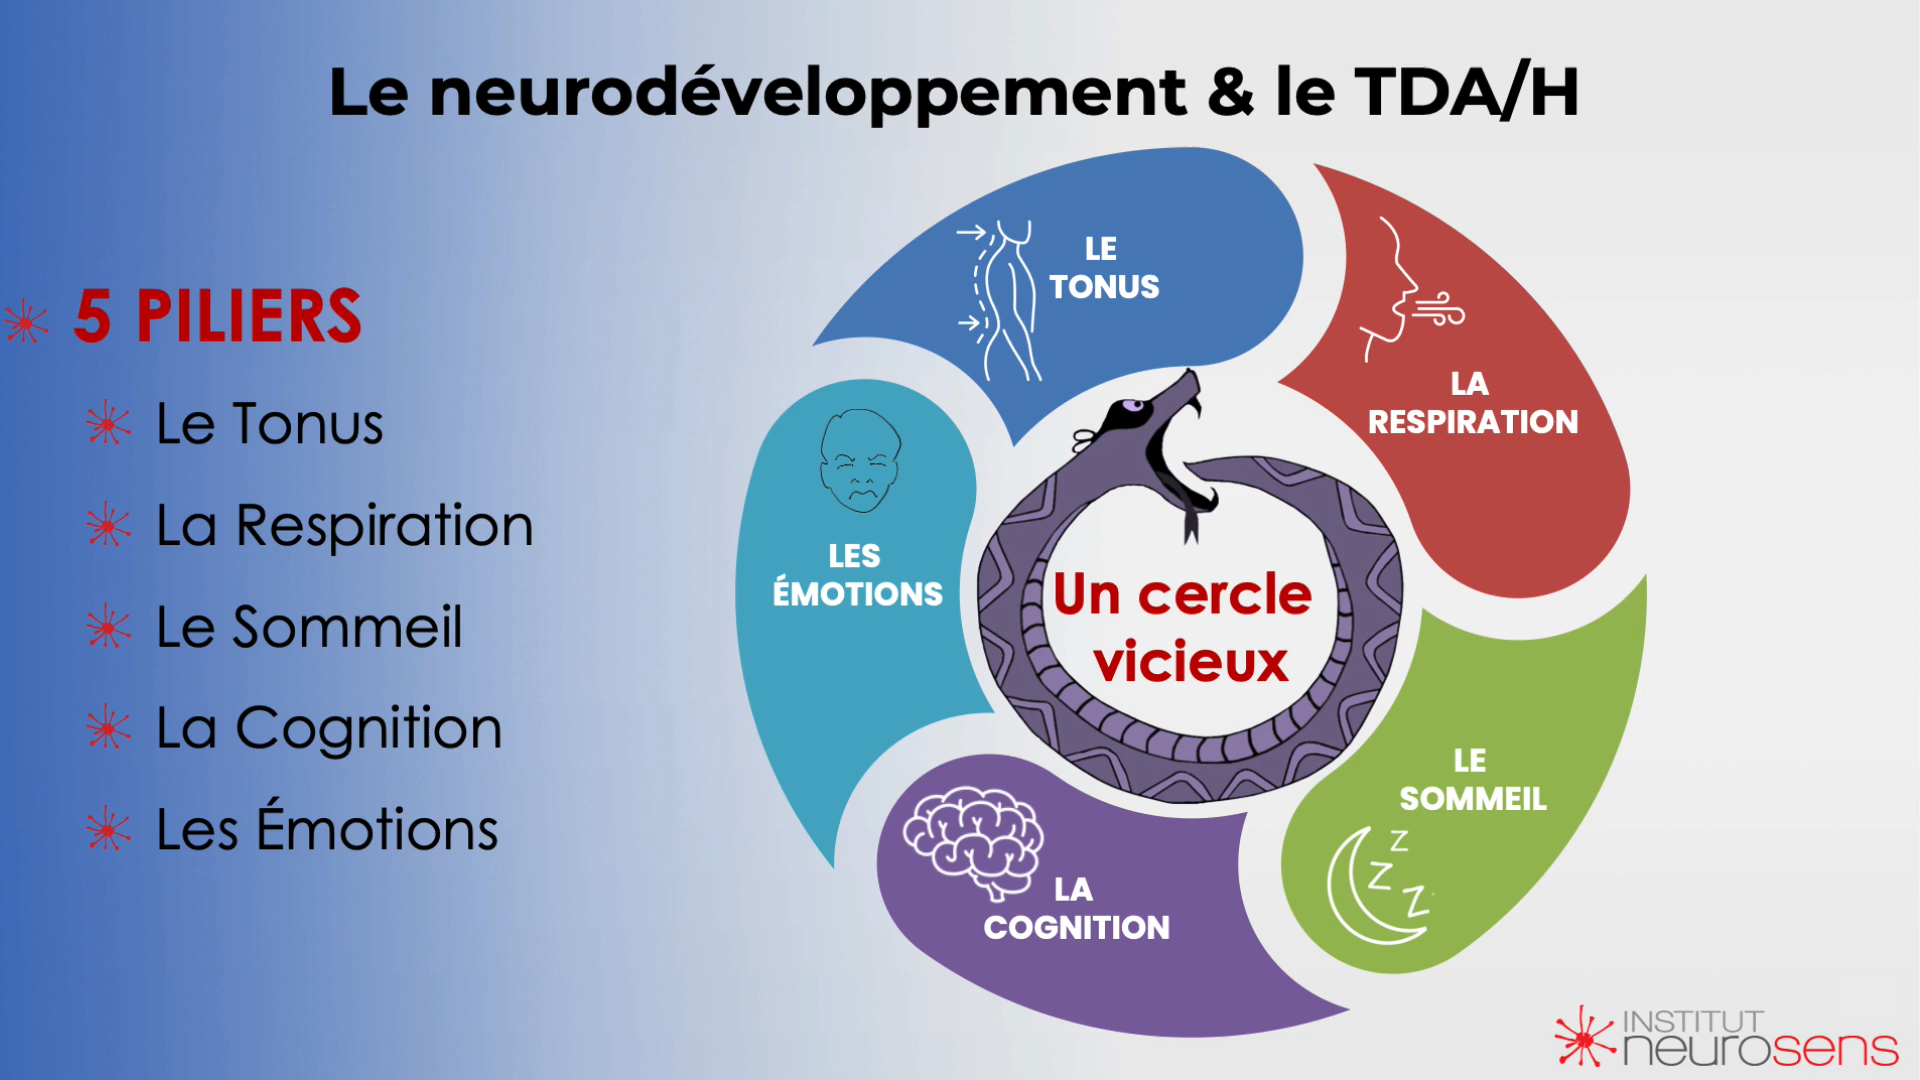 Le neurodéveloppement & le TDA/H
5 PILIERS
Le Tonus
La Respiration
Le Sommeil
La Cognition
Les Émotions
LE
TONUS
LA
RESPIRATION
LE
SOMMEIL
Z
Z
Z
LA
COGNITION
LES
ÉMOTIONS
Un cercle
vicieux
INSTITUT
neurosens